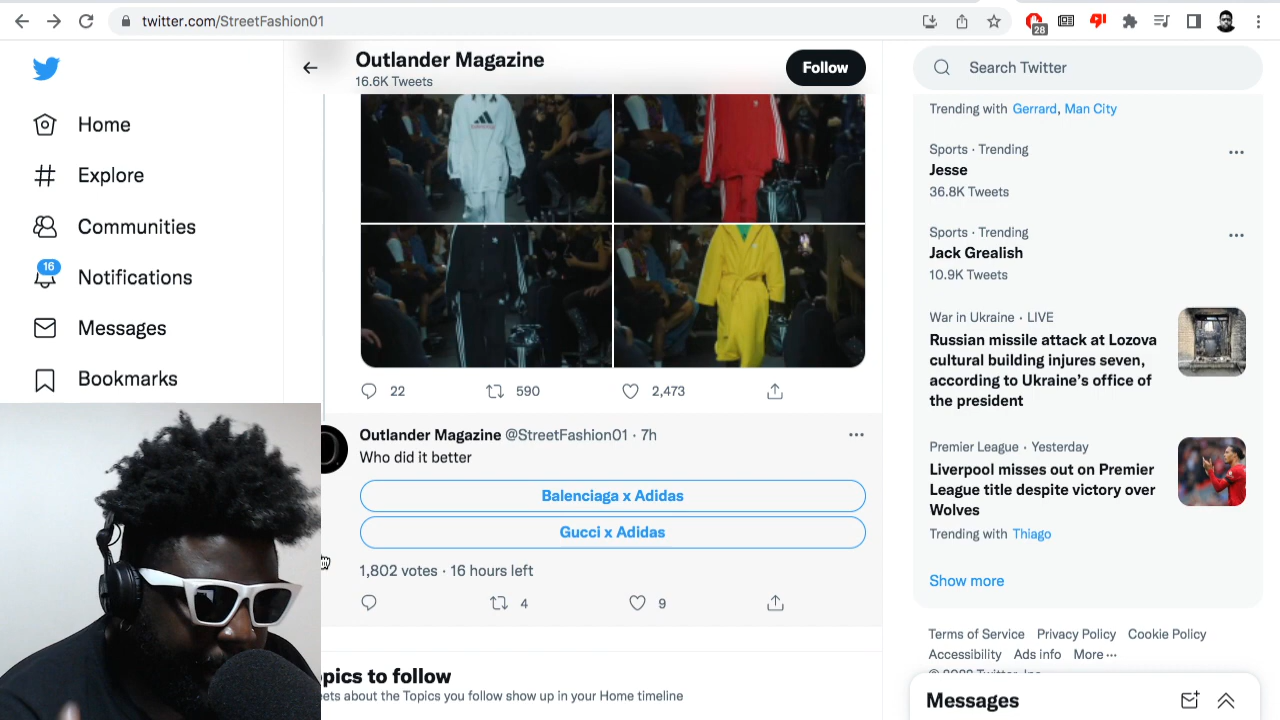 twitter.com/StreetFashion01
28
Home
Explore
Communities
16
Notifications
Messages
Bookmarks
Outlander Magazine
16.6K Tweets
Follow
22
590
2,473
Outlander Magazine @StreetFashion01 · 7h
Who did it better
Balenciaga x Adidas
Gucci x Adidas
1,802 votes · 16 hours left
4
9
pics to follow
ets about the Topics you follow show up in your Home timeline
Search Twitter
Trending with Gerrard, Man City
Sports · Trending
Jesse
36.8K Tweets
Sports · Trending
Jack Grealish
10.9K Tweets
War in Ukraine · LIVE
Russian missile attack at Lozova
cultural building injures seven,
according to Ukraine's office of
the president
Premier League · Yesterday
Liverpool misses out on Premier
League title despite victory over
Wolves
Trending with Thiago
Show more
Terms of Service Privacy Policy Cookie Policy
Accessibility Ads info More ···
Messages